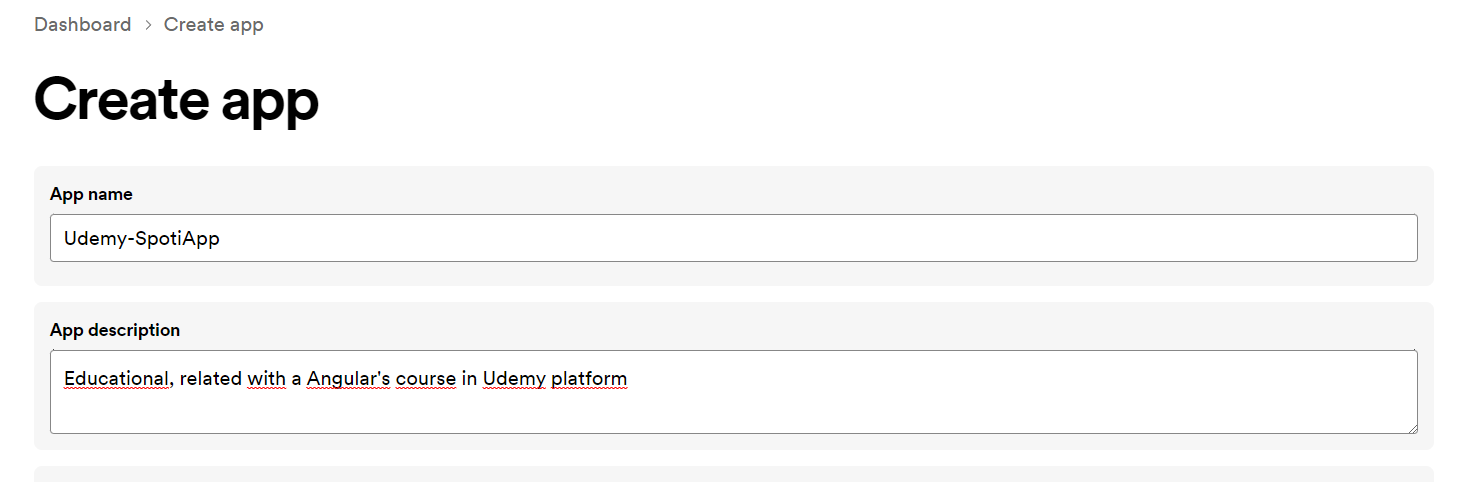 Dashboard > Create app
Create app
App name
Udemy-SpotiApp
App description
Educational, related with a Angular's course in Udemy platform